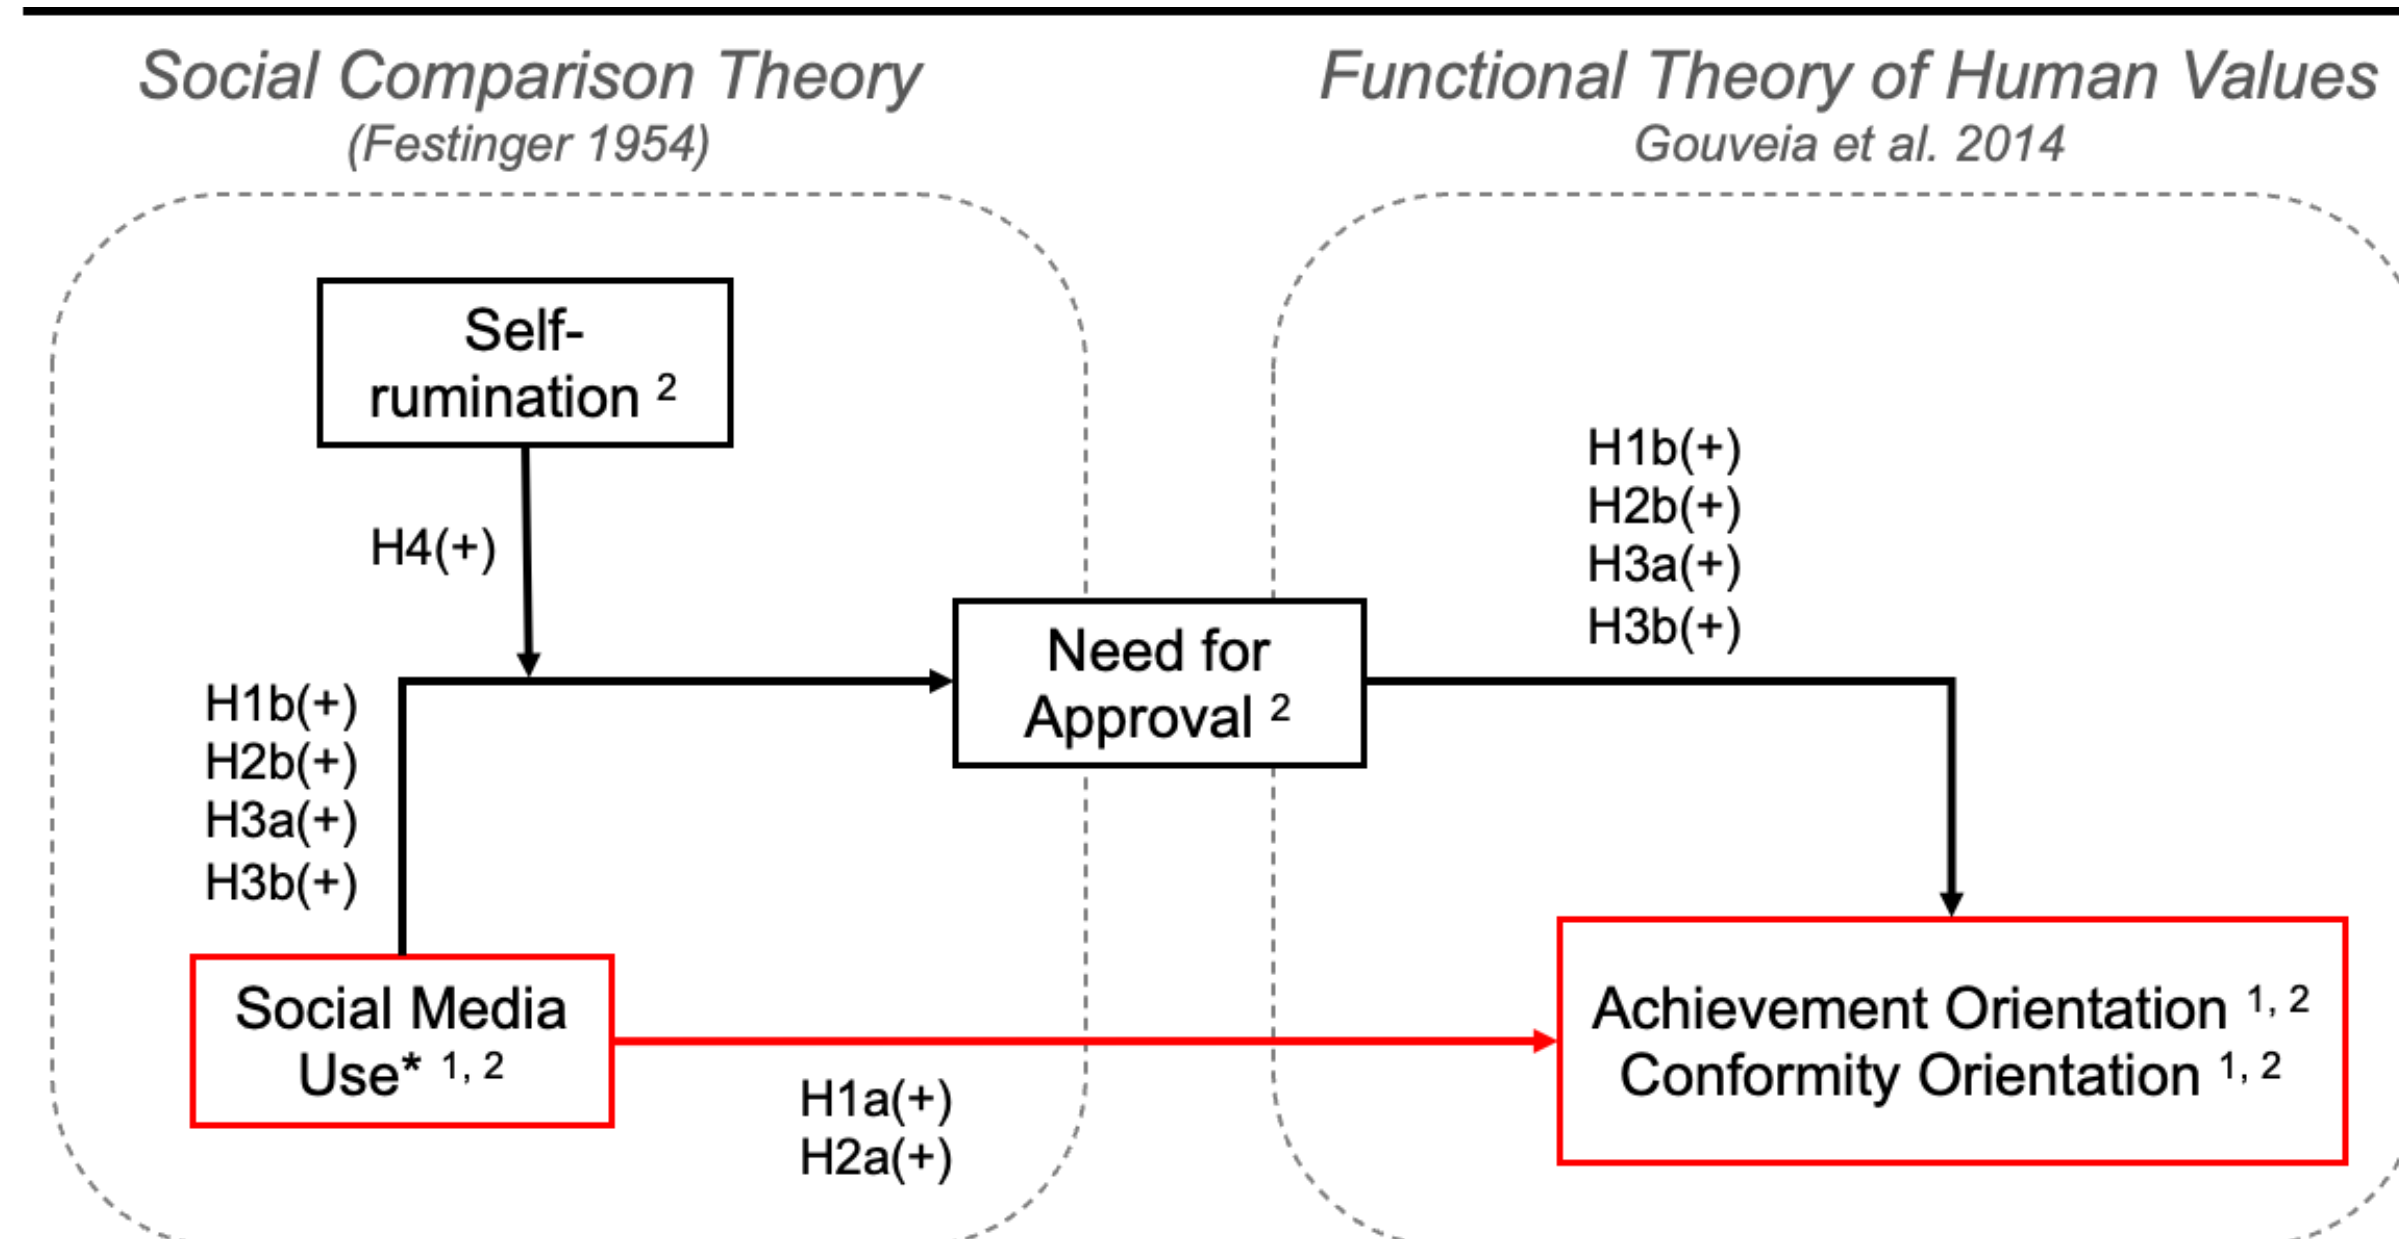 Social Comparison Theory
(Festinger 1954)
Functional Theory of Human Values
Gouveia et al. 2014
Self-
rumination ²
H4(+)
H1b(+)
H2b(+)
H3a(+)
H3b(+)
Need for
Approval ²
H1b(+)
H2b(+)
H3a(+)
H3b(+)
Social Media
Use* ¹, ²
H1a(+)
H2a(+)
Achievement Orientation ¹, ²
Conformity Orientation ¹, ²